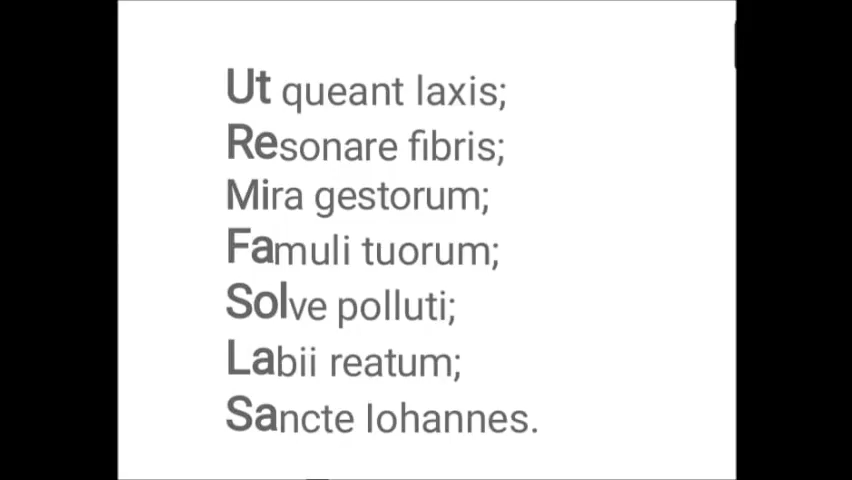 Ut queant laxis;
Resonare fibris;
Mira gestorum;
Famuli tuorum;
Solve polluti;
Labii reatum;
Sancte Iohannes.